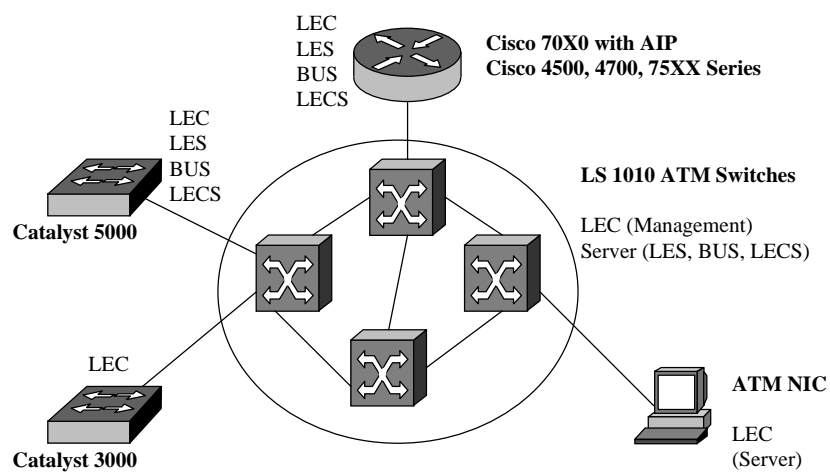 LEC
LES
BUS
LECS
Cisco 70X0 with AIP
Cisco 4500, 4700, 75XX Series
LEC
LES
BUS
LECS
Catalyst 5000
LS 1010 ATM Switches
LEC (Management)
Server (LES, BUS, LECS)
LEC
Catalyst 3000
ATM NIC
LEC
(Server)